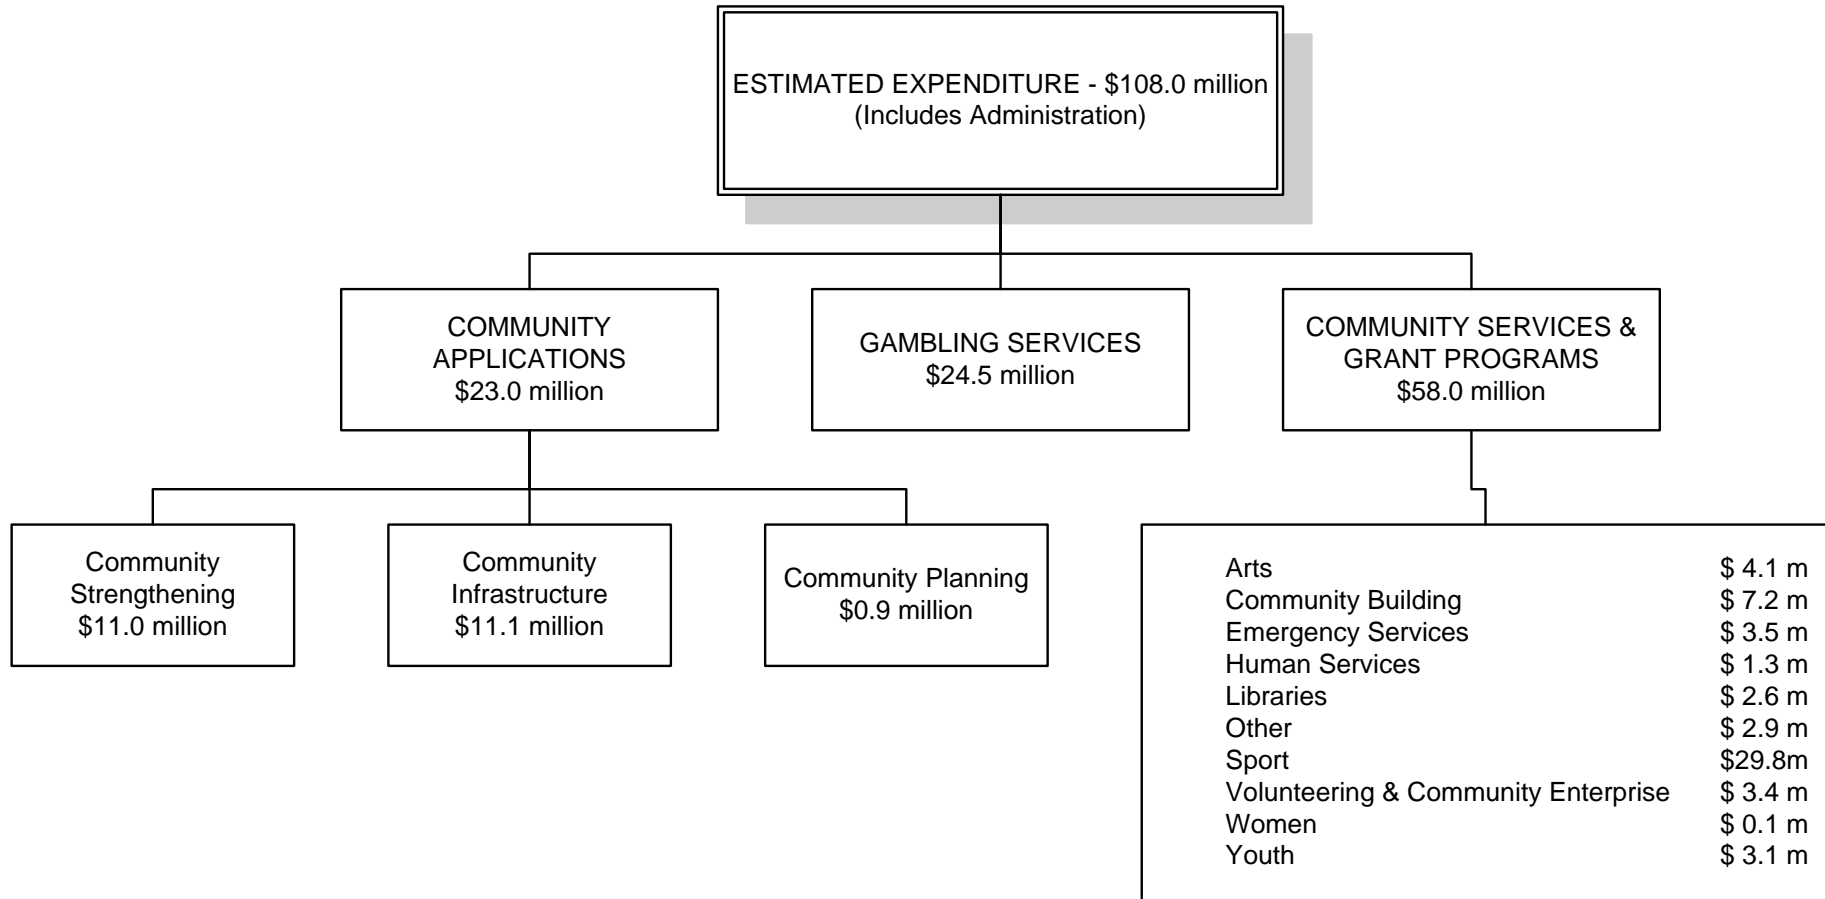 ESTIMATED EXPENDITURE - $108.0 million
(Includes Administration)
COMMUNITY
APPLICATIONS
$23.0 million
GAMBLING SERVICES
$24.5 million
COMMUNITY SERVICES &
GRANT PROGRAMS
$58.0 million
Community
Strengthening
$11.0 million
Community
Infrastructure
$11.1 million
Community Planning
$0.9 million
Arts $ 4.1 m
Community Building $ 7.2 m
Emergency Services $ 3.5 m
Human Services $ 1.3 m
Libraries $ 2.6 m
Other $ 2.9 m
Sport $29.8m
Volunteering & Community Enterprise $ 3.4 m
Women $ 0.1 m
Youth $ 3.1 m